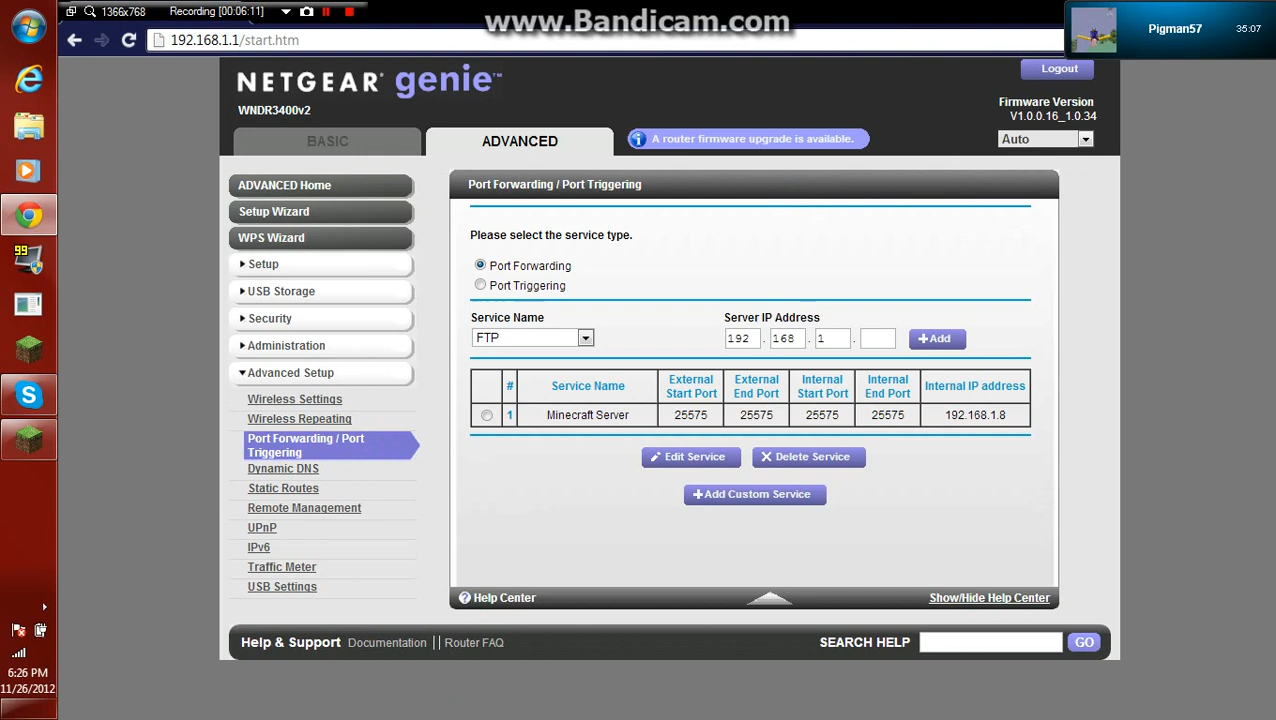 1366x768 Recording [00:06:11]
www.Bandicam.com
Pigman57 35:07
192.168.1.1/start.htm
NETGEAR® genie™
Logout
WNDR3400v2
Firmware Version
V1.0.0.16_1.0.34
BASIC
ADVANCED
A router firmware upgrade is available.
Auto
ADVANCED Home
Setup Wizard
WPS Wizard
Setup
USB Storage
Security
Administration
Advanced Setup
Wireless Settings
Wireless Repeating
Port Forwarding / Port
Triggering
Dynamic DNS
Static Routes
Remote Management
UPnP
IPv6
Traffic Meter
USB Settings
Port Forwarding / Port Triggering
Please select the service type.
Port Forwarding
Port Triggering
Service Name Server IP Address
FTP 192 . 168 . 1 . +Add
# Service Name External Start Port External End Port Internal Start Port Internal End Port Internal IP address
1 Minecraft Server 25575 25575 25575 25575 192.168.1.8
Edit Service Delete Service
+Add Custom Service
Help Center Show/Hide Help Center
Help & Support Documentation | | Router FAQ SEARCH HELP GO
99
6:26 PM
11/26/2012